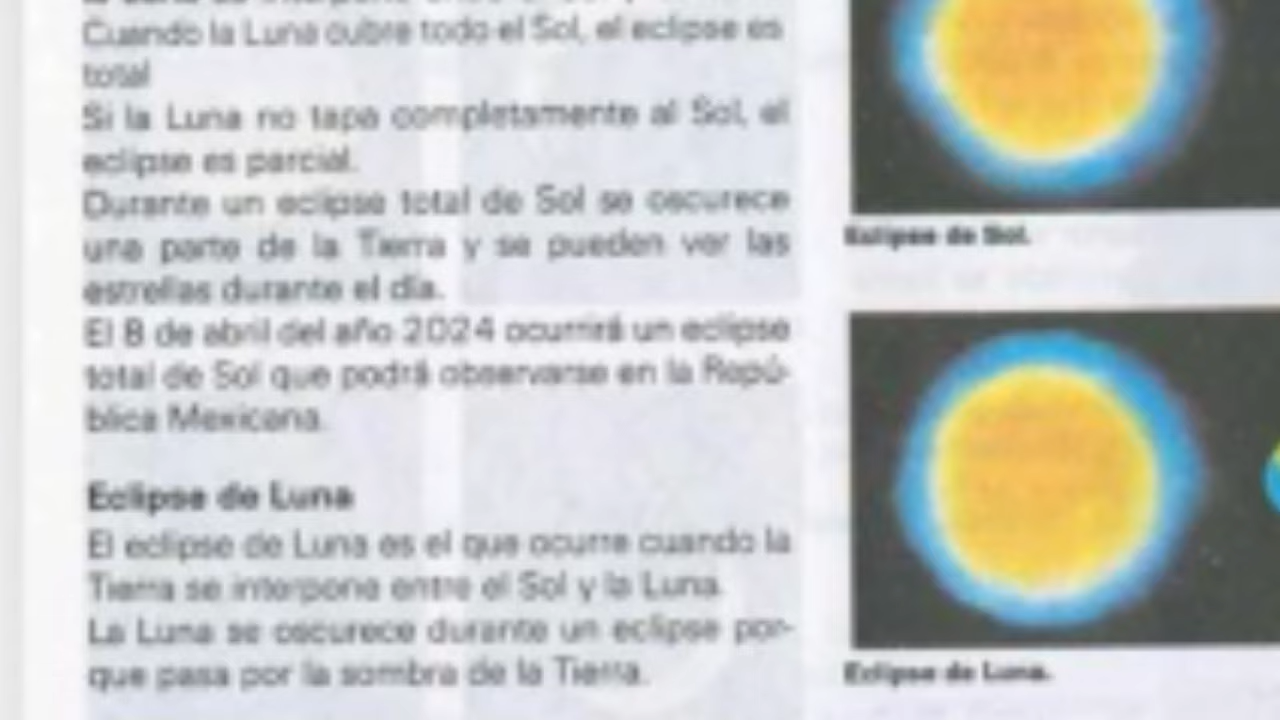 Cuando la Luna cubre todo el Sol, el eclipse es
total
Si la Luna no tapa completamente al Sol, el
eclipse es parcial.
Durante un eclipse total de Sol se oscurece
una parte de la Tierra y se pueden ver las
estrellas durante el día.
El 8 de abril del año 2024 ocurrirá un eclipse
total de Sol que podrá observarse en la Repú-
blica Mexicana.
Eclipse de Luna
El eclipse de Luna es el que ocurre cuando la
Tierra se interpone entre el Sol y la Luna.
La Luna se oscurece durante un eclipse por-
que pasa por la sombra de la Tierra.
Eclipse de Sol.
Eclipse de Luna.